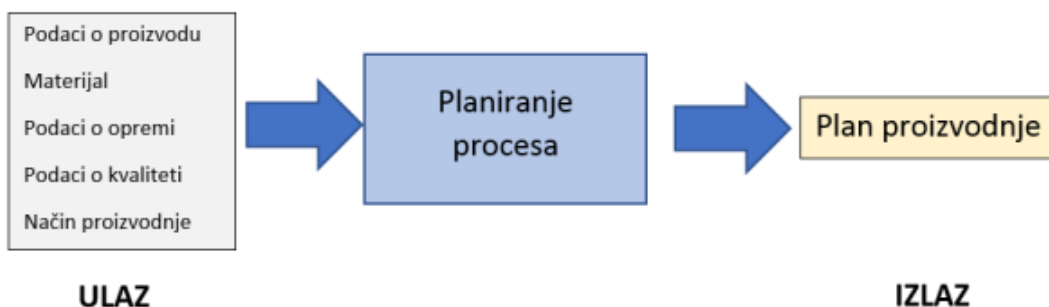 Podaci o proizvodu
Materijal
Podaci o opremi
Podaci o kvaliteti
Način proizvodnje
Planiranje
procesa
Plan proizvodnje
ULAZ
IZLAZ